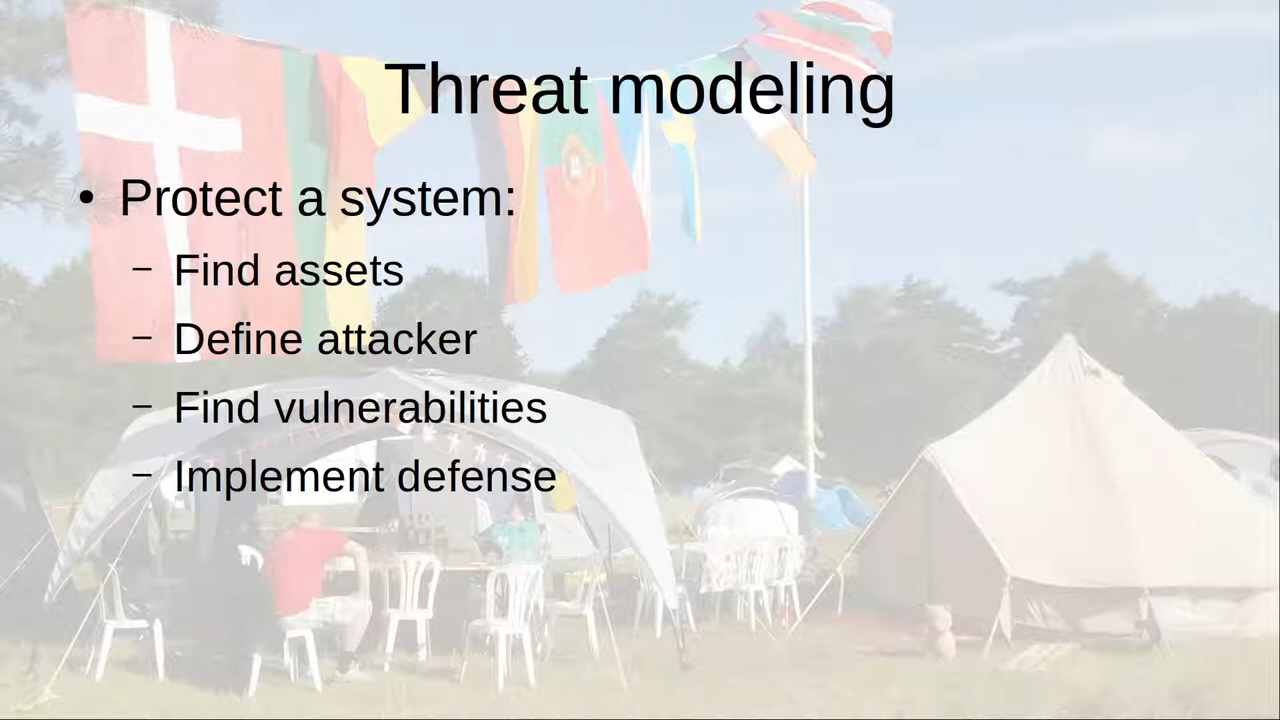 Threat modeling
• Protect a system:
– Find assets
– Define attacker
– Find vulnerabilities
– Implement defense